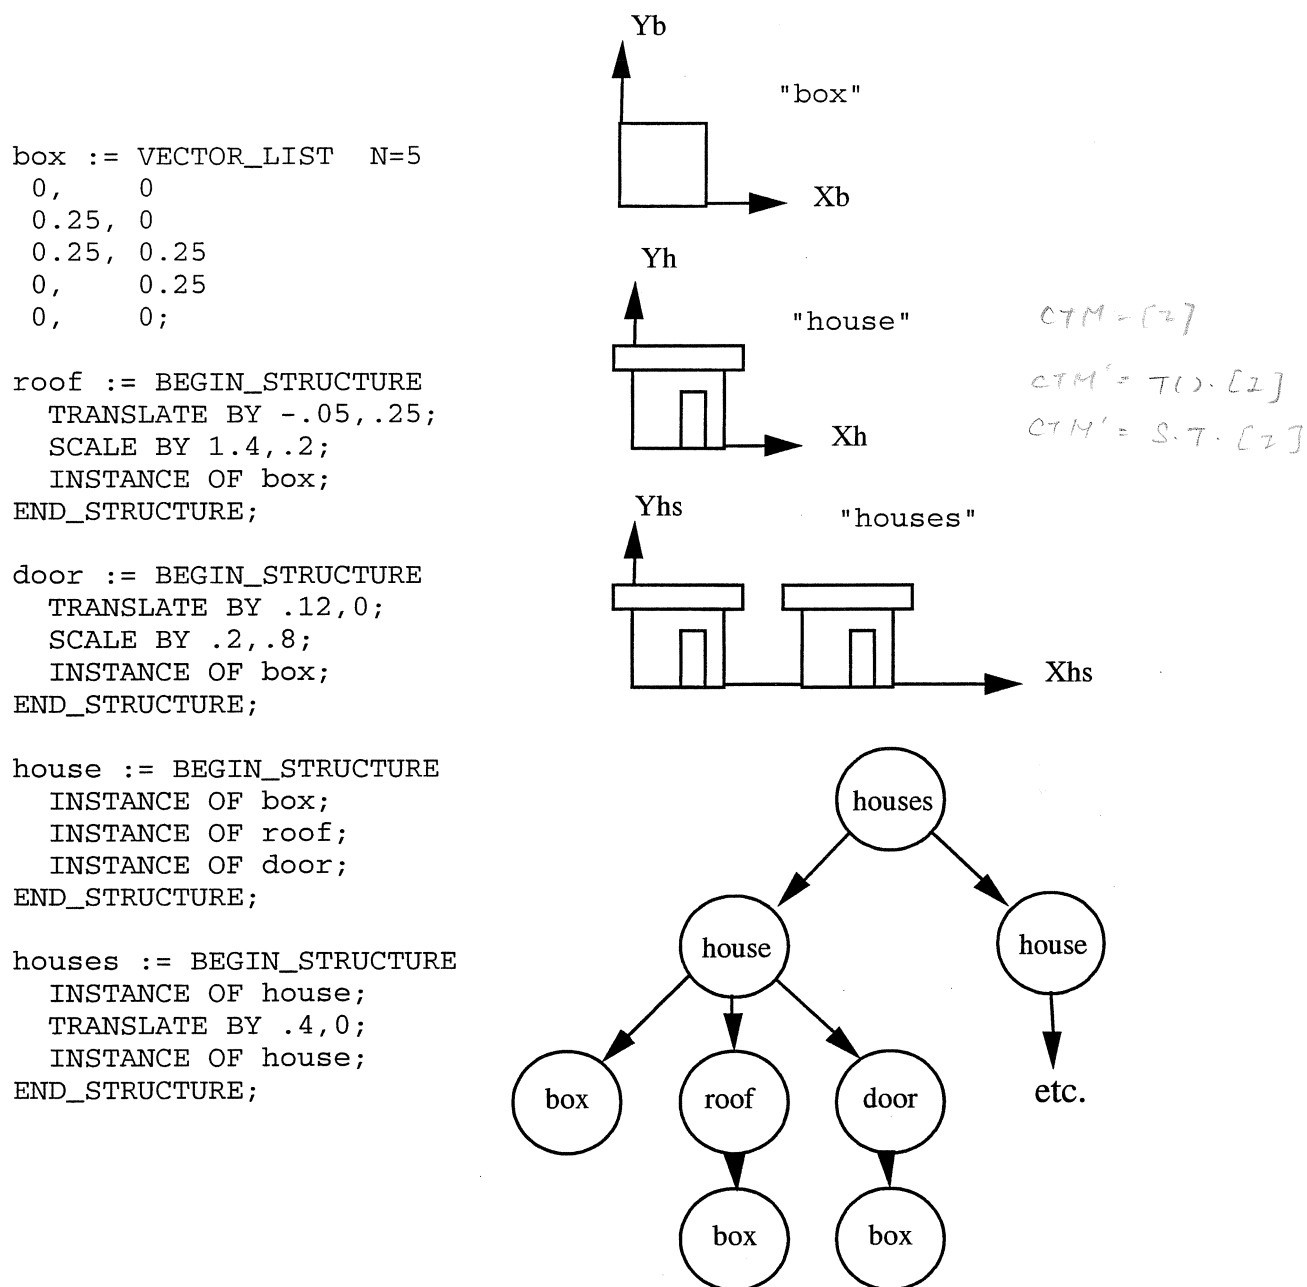 box := VECTOR_LIST  N=5
0,    0
0.25, 0
0.25, 0.25
0,    0.25
0,    0;
roof := BEGIN_STRUCTURE
TRANSLATE BY -.05,.25;
SCALE BY 1.4,.2;
INSTANCE OF box;
END_STRUCTURE;
door := BEGIN_STRUCTURE
TRANSLATE BY .12,0;
SCALE BY .2,.8;
INSTANCE OF box;
END_STRUCTURE;
house := BEGIN_STRUCTURE
INSTANCE OF box;
INSTANCE OF roof;
INSTANCE OF door;
END_STRUCTURE;
houses := BEGIN_STRUCTURE
INSTANCE OF house;
TRANSLATE BY .4,0;
INSTANCE OF house;
END_STRUCTURE;
Yb
"box"
Xb
Yh
"house"
Xh
Yhs
"houses"
Xhs
CTM = [I]
CTM' = T(). [I]
CTM' = S.T. [I]
houses
house
house
box
roof
door
etc.
box
box